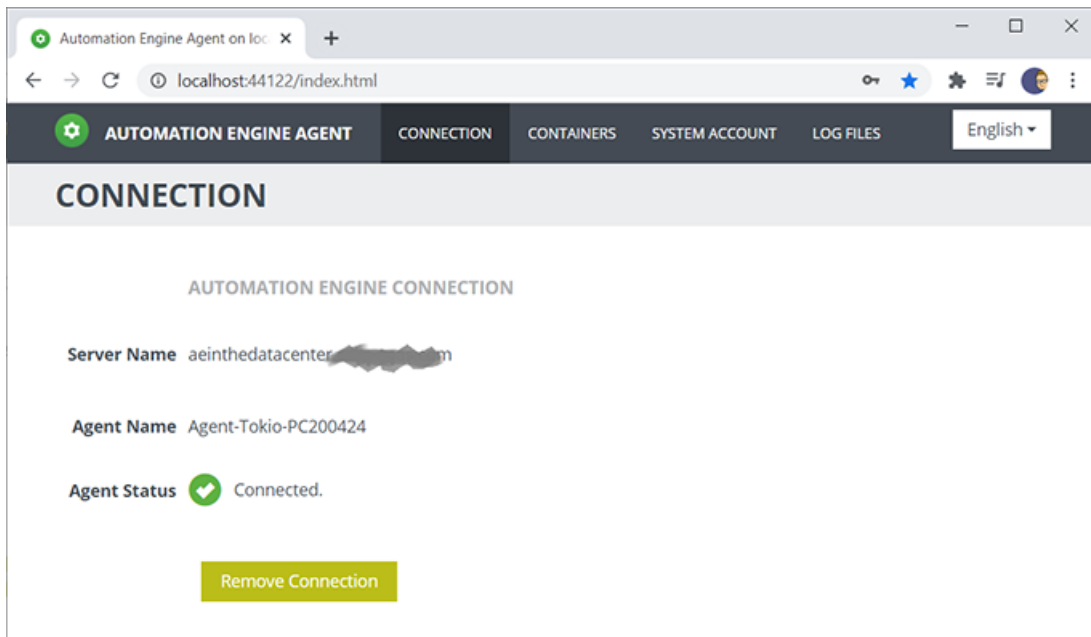 Automation Engine Agent on loc
localhost:44122/index.html
AUTOMATION ENGINE AGENT CONNECTION CONTAINERS SYSTEM ACCOUNT LOG FILES English
CONNECTION
AUTOMATION ENGINE CONNECTION
Server Name aeinthedatacenter
Agent Name Agent-Tokio-PC200424
Agent Status Connected.
Remove Connection